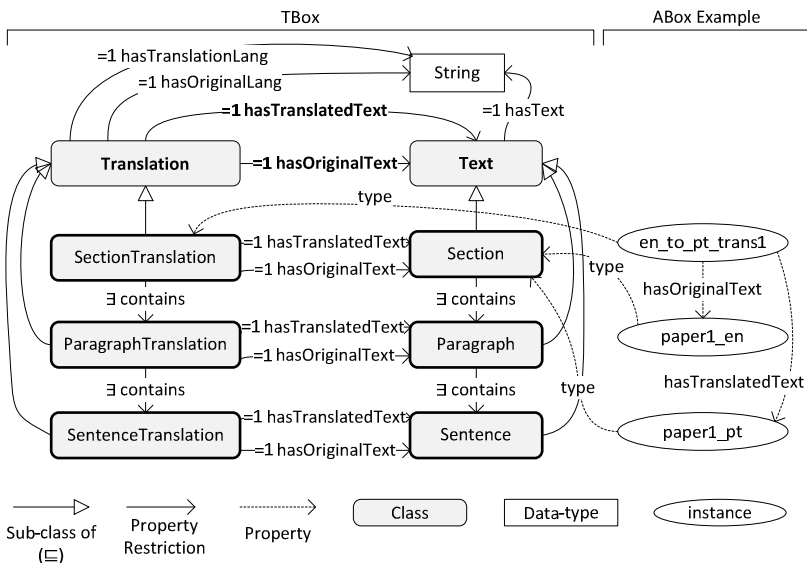 TBox
ABox Example
=1 hasTranslationLang
String
=1 hasOriginalLang
=1 hasTranslatedText
=1 hasText
Translation
=1 hasOriginalText
Text
type
SectionTranslation
=1 hasTranslatedText
=1 hasOriginalText
Section
en_to_pt_trans1
type
hasOriginalText
∃ contains
∃ contains
ParagraphTranslation
=1 hasTranslatedText
=1 hasOriginalText
Paragraph
paper1_en
hasTranslatedText
∃ contains
∃ contains
type
SentenceTranslation
=1 hasTranslatedText
=1 hasOriginalText
Sentence
paper1_pt
Sub-class of
(⊑)
Property
Restriction
Property
Class
Data-type
instance